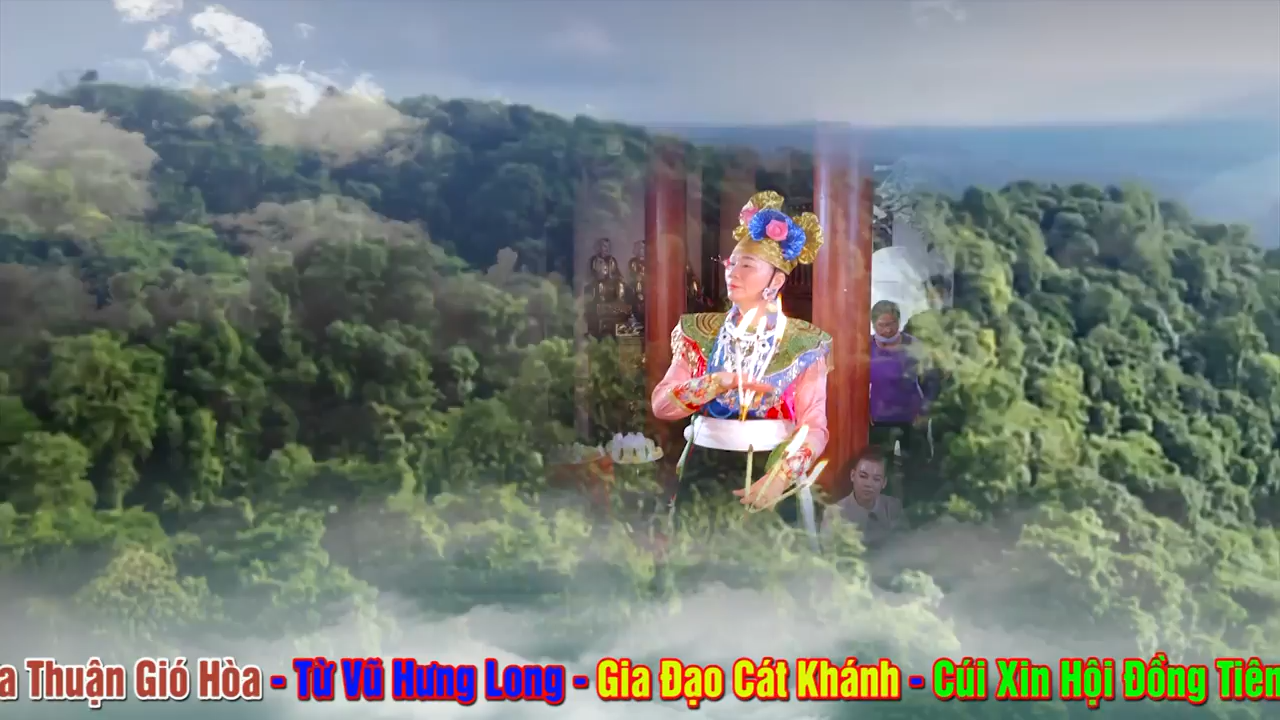 a Thuận Gió Hòa - Từ Vũ Hưng Long - Gia Đạo Cát Khánh - Cúi Xin Hội Đồng Tiên